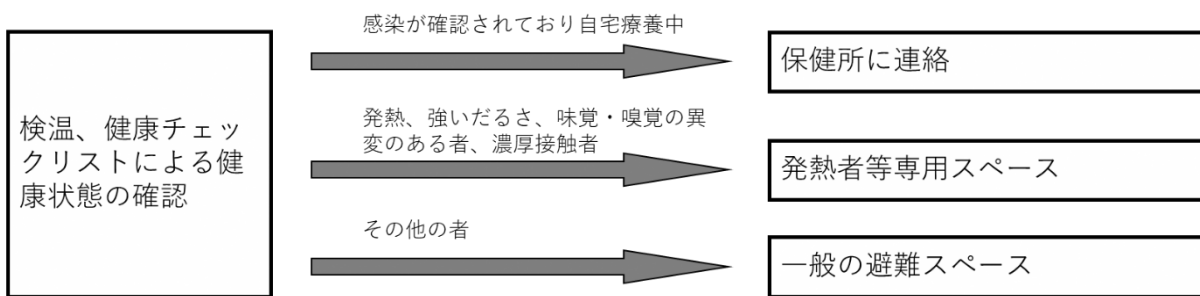 検温、健康チェッ
クリストによる健
康状態の確認
感染が確認されており自宅療養中
保健所に連絡
発熱、強いだるさ、味覚・嗅覚の異
変のある者、濃厚接触者
発熱者等専用スペース
その他の者
一般の避難スペース